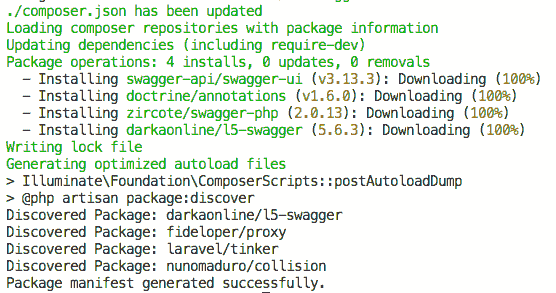 ./composer.json has been updated
Loading composer repositories with package information
Updating dependencies (including require-dev)
Package operations: 4 installs, 0 updates, 0 removals
  - Installing swagger-api/swagger-ui (v3.13.3): Downloading (100%)
  - Installing doctrine/annotations (v1.6.0): Downloading (100%)
  - Installing zircote/swagger-php (2.0.13): Downloading (100%)
  - Installing darkaonline/l5-swagger (5.6.3): Downloading (100%)
Writing lock file
Generating optimized autoload files
> Illuminate\Foundation\ComposerScripts::postAutoloadDump
> @php artisan package:discover
Discovered Package: darkaonline/l5-swagger
Discovered Package: fideloper/proxy
Discovered Package: laravel/tinker
Discovered Package: nunomaduro/collision
Package manifest generated successfully.